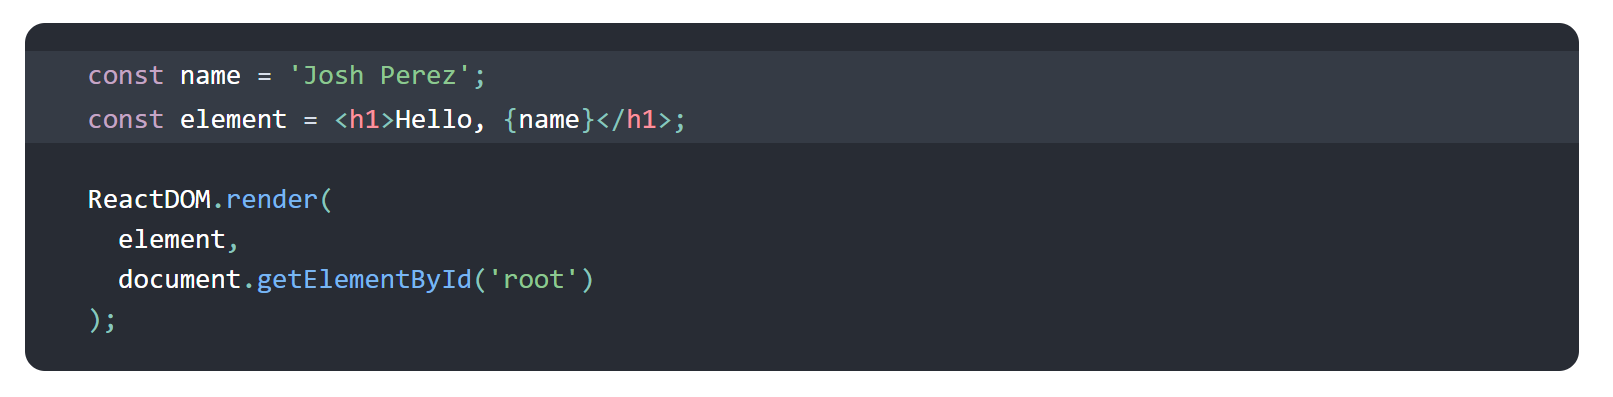 const name = 'Josh Perez';
const element = <h1>Hello, {name}</h1>;
ReactDOM.render(
  element,
  document.getElementById('root')
);